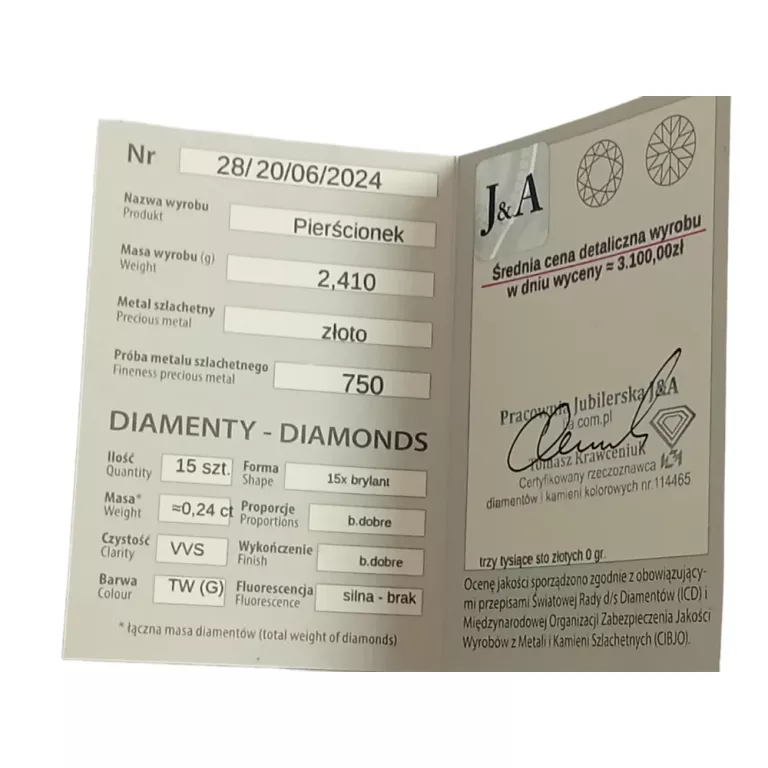 Nr 28/20/06/2024
Nazwa wyrobu
Produkt
Pierścionek
Masa wyrobu (g)
Weight
2,410
Metal szlachetny
Precious metal
złoto
Próba metalu szlachetnego
Fineness precious metal
750
DIAMENTY - DIAMONDS
Ilość
Quantity
15 szt.
Forma
Shape
15x brylant
Masa*
Weight
≈0,24 ct
Proporcje
Proportions
b.dobre
Czystość
Clarity
VVS
Wykończenie
Finish
b.dobre
Barwa
Colour
TW (G)
Fluorescencja
Fluorescence
silna - brak
* łączna masa diamentów (total weight of diamonds)
J&A
Średnia cena detaliczna wyrobu
w dniu wyceny ≈ 3.100,00zł
Pracownia Jubilerska J&A
com.pl
Tomasz Krawceniuk
Certyfikowany rzeczoznawca
diamentów i kamieni kolorowych nr.114465
trzy tysiące sto złotych 0 gr.
Ocenę jakości sporządzono zgodnie z obowiązujący-
mi przepisami Światowej Rady d/s Diamentów (ICD) i
Międzynarodowej Organizacji Zabezpieczenia Jakości
Wyrobów z Metali i Kamieni Szlachetnych (CIBJO).